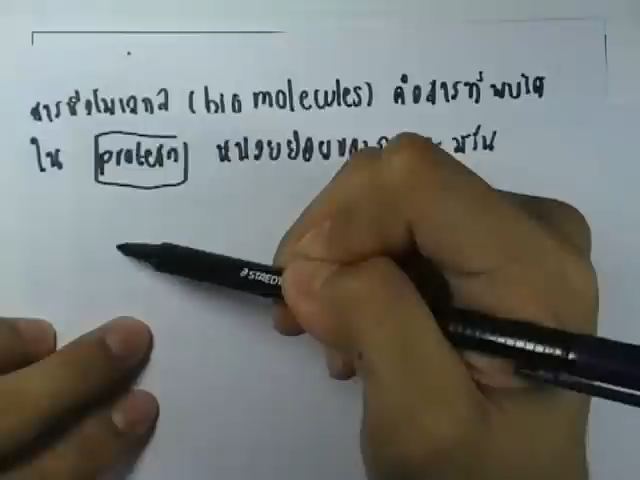 สารชีวโมเลกุล (bio molecules) คือสารที่พบได้
ใน protein หน่วยย่อยของ
STAEDT